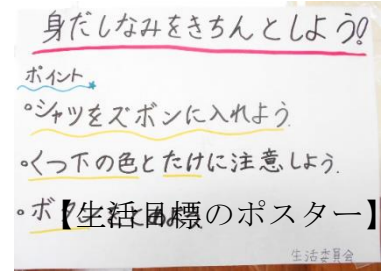 身だしなみをきちんとしよう!
ポイント
・シャツをズボンに入れよう.
・くつ下の色とたけに注意しよう.
・ボ
【生活目標のポスター】
生活委員会